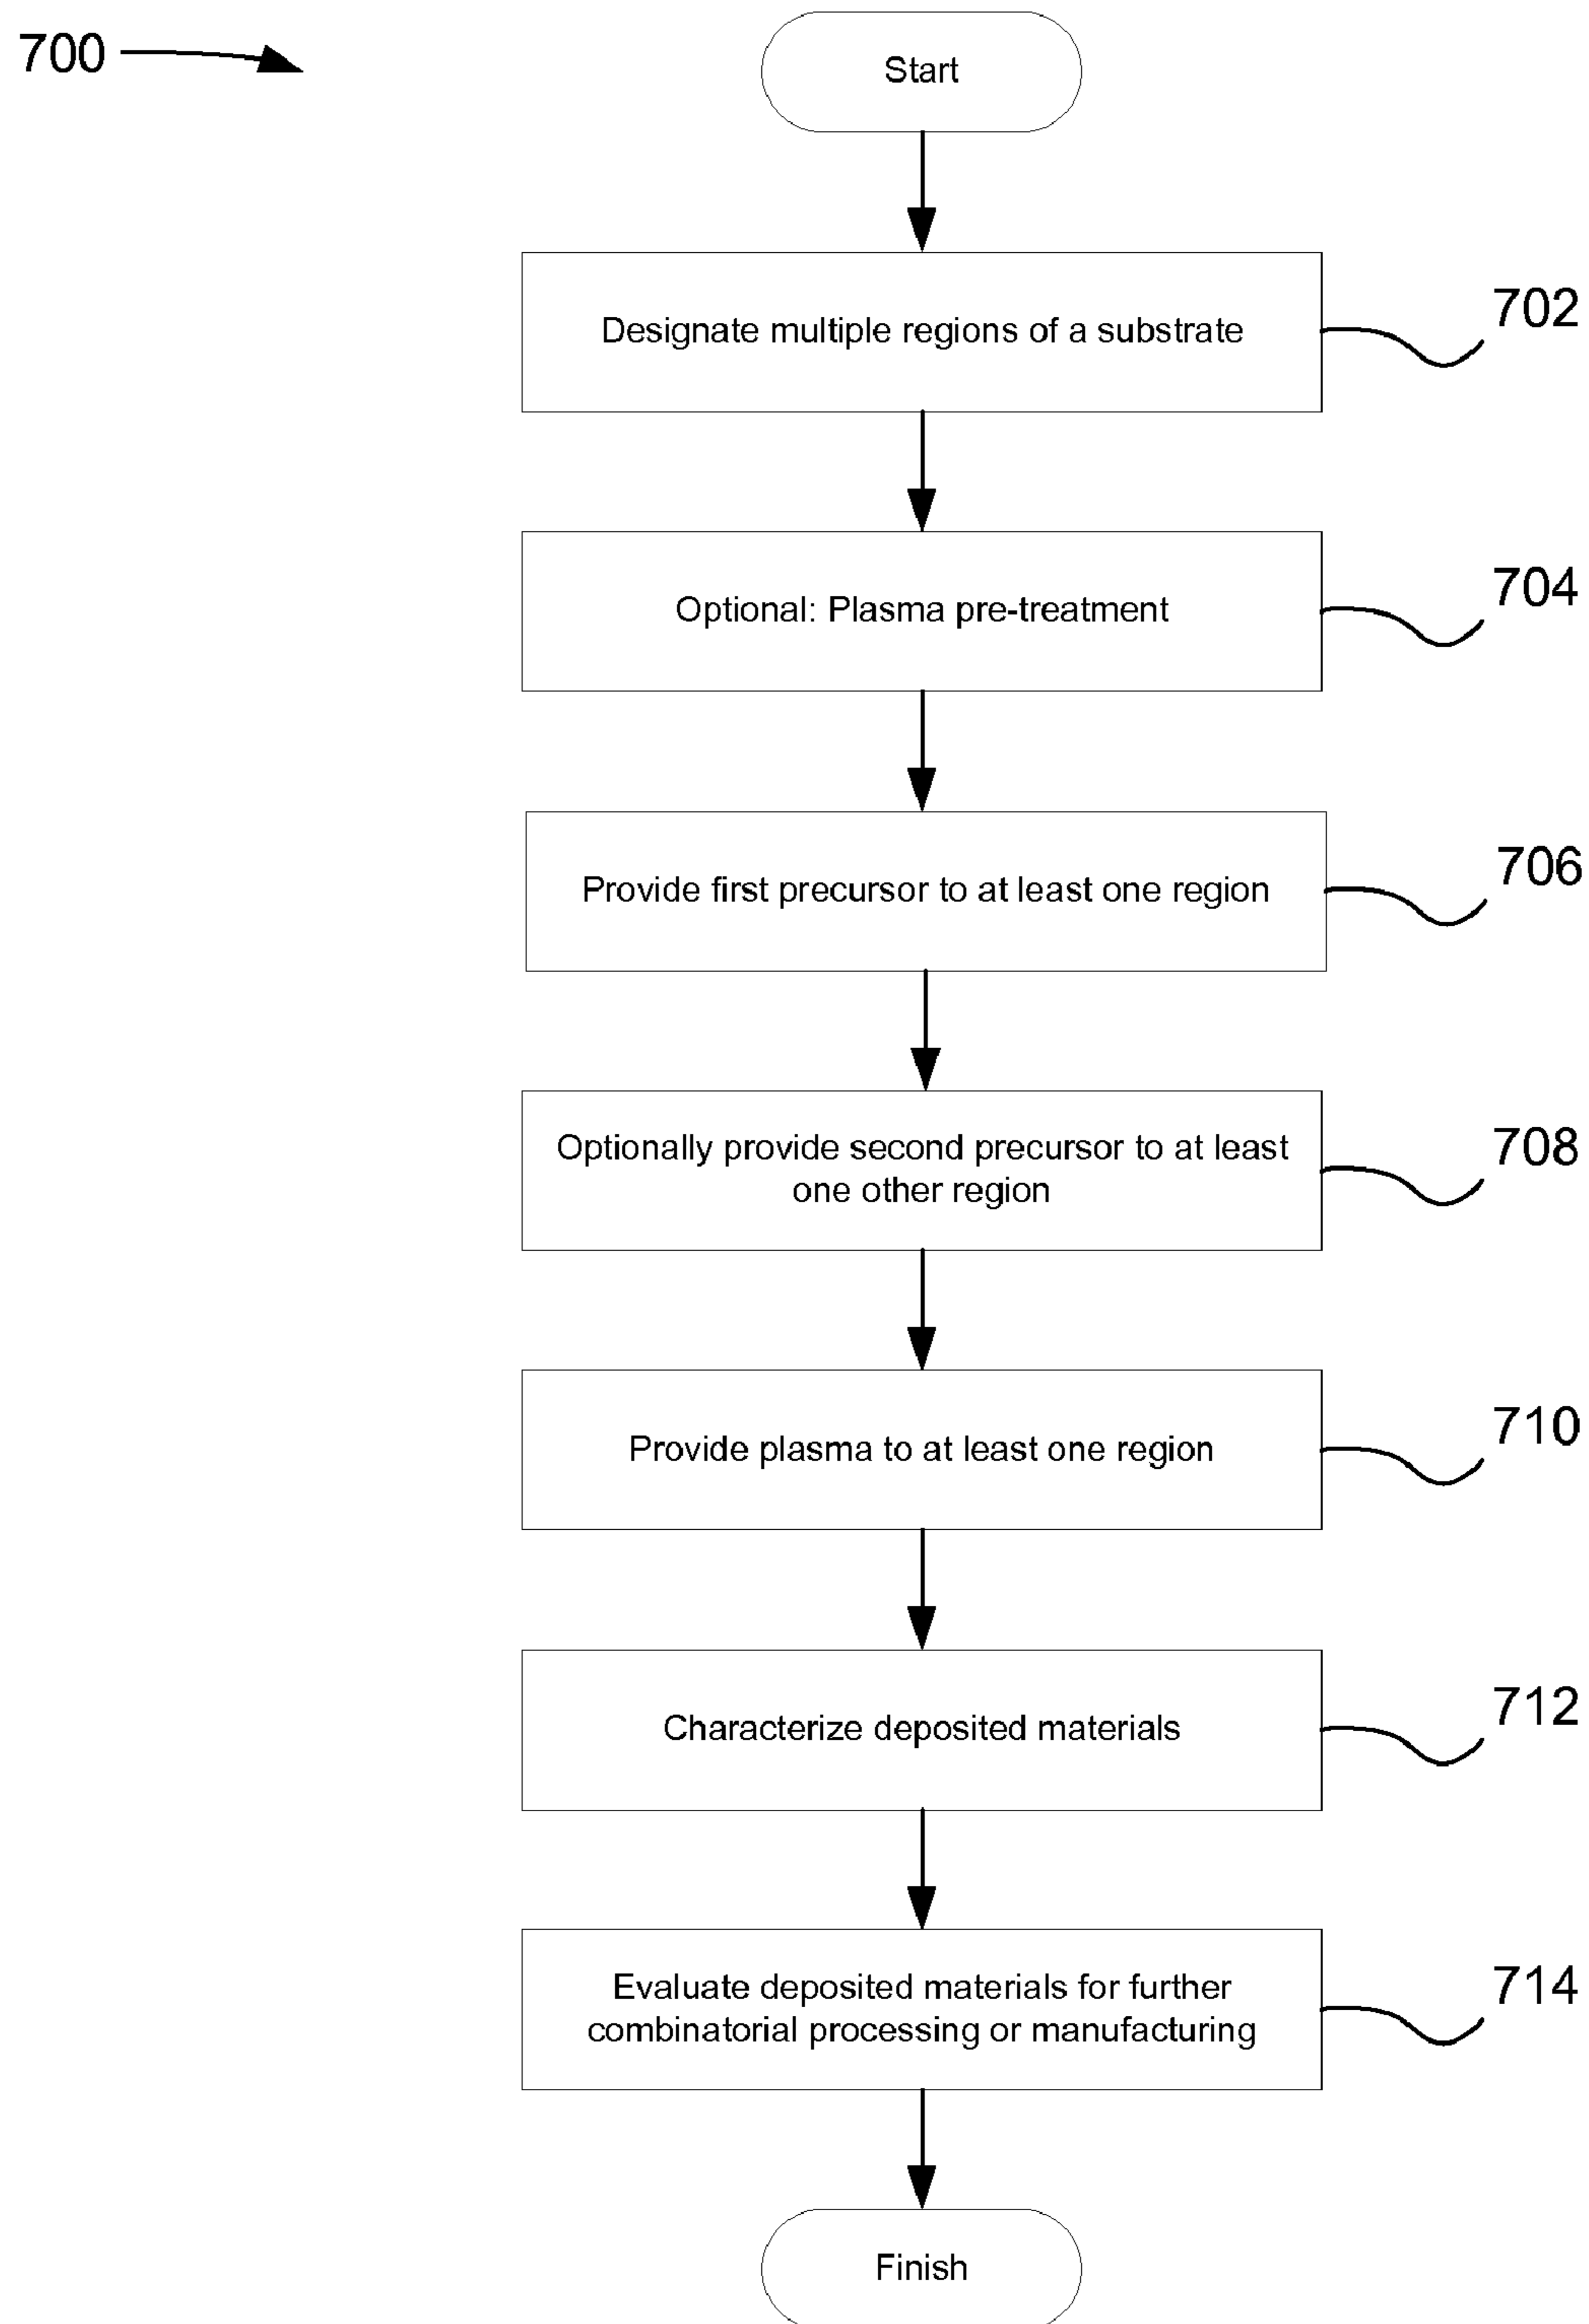 700
Start
Designate multiple regions of a substrate
702
Optional: Plasma pre-treatment
704
Provide first precursor to at least one region
706
Optionally provide second precursor to at least
one other region
708
Provide plasma to at least one region
710
Characterize deposited materials
712
Evaluate deposited materials for further
combinatorial processing or manufacturing
714
Finish